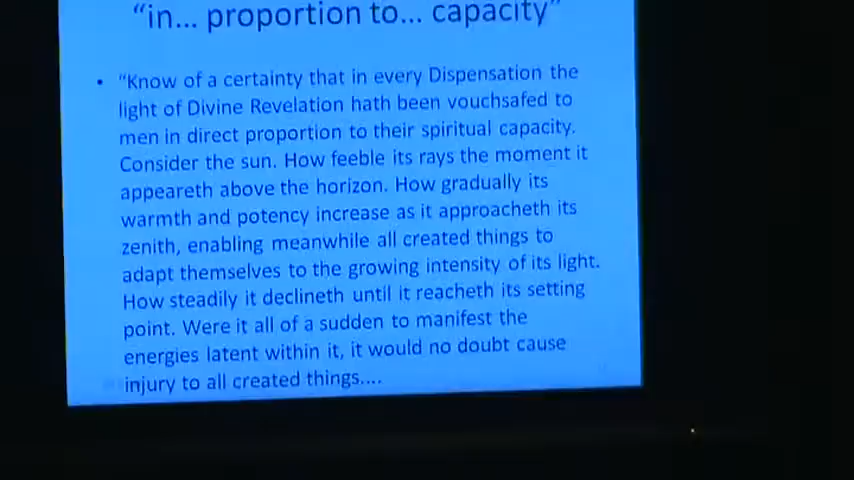 "in... proportion to... capacity"
• "Know of a certainty that in every Dispensation the
light of Divine Revelation hath been vouchsafed to
men in direct proportion to their spiritual capacity.
Consider the sun. How feeble its rays the moment it
appeareth above the horizon. How gradually its
warmth and potency increase as it approacheth its
zenith, enabling meanwhile all created things to
adapt themselves to the growing intensity of its light.
How steadily it declineth until it reacheth its setting
point. Were it all of a sudden to manifest the
energies latent within it, it would no doubt cause
injury to all created things....